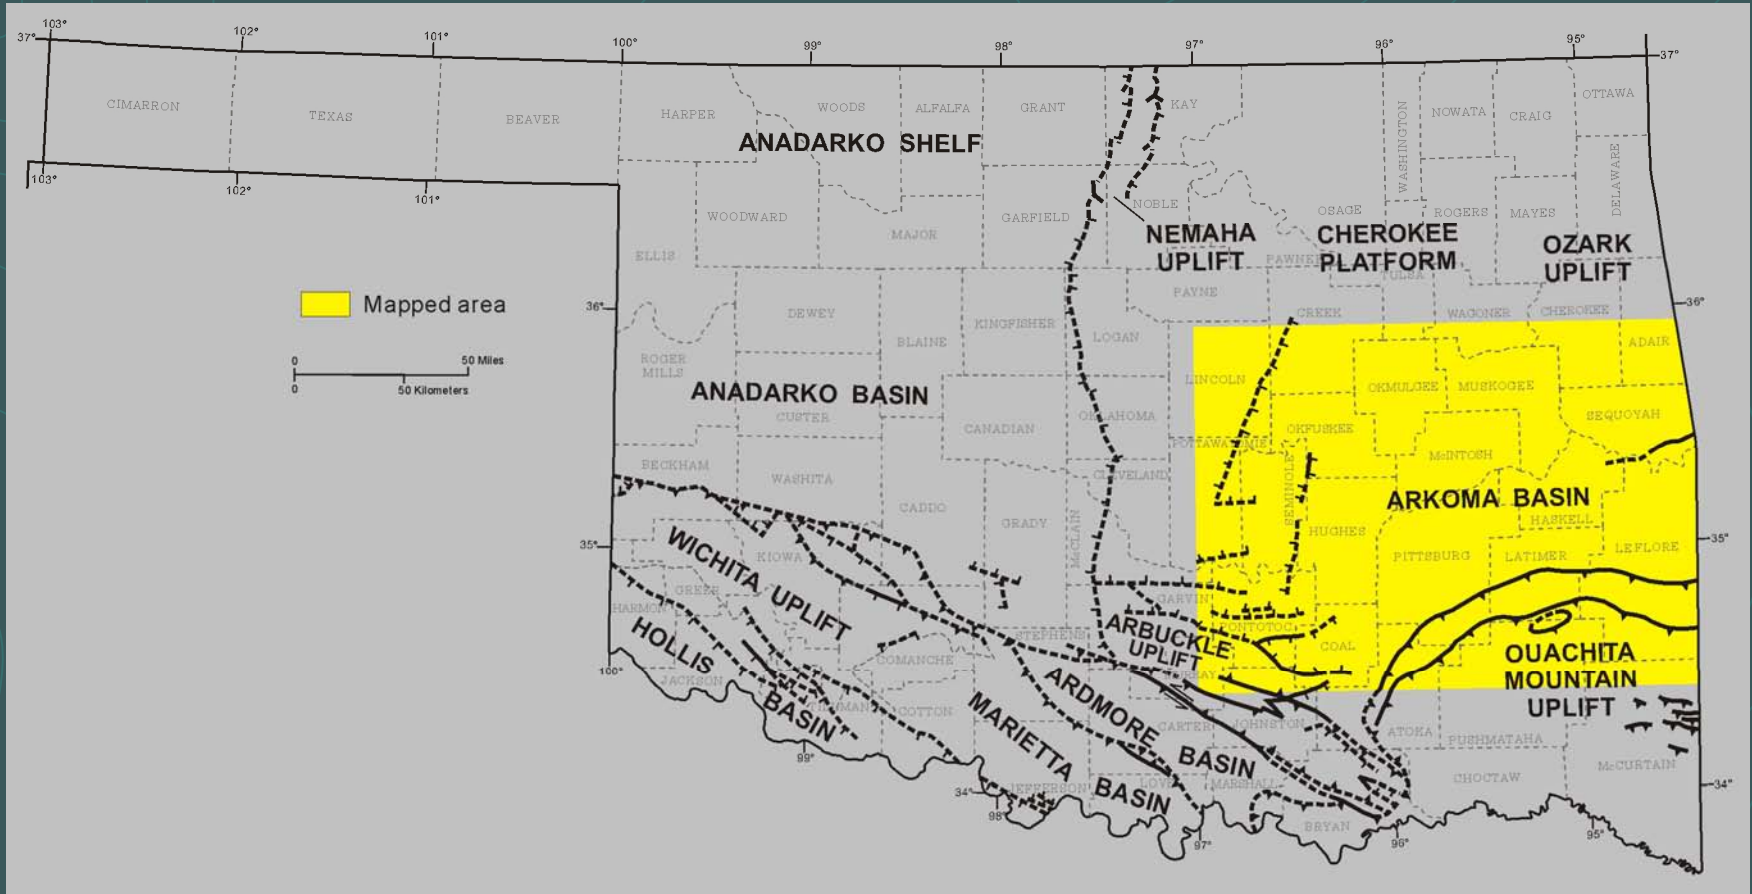 103°
102°
101°
100°
99°
98°
97°
96°
95°
37°
37°
CIMARRON
TEXAS
BEAVER
HARPER
WOODS
ALFALFA
GRANT
KAY
WASHINGTON
NOWATA
CRAIG
OTTAWA
ANADARKO SHELF
103°
102°
101°
WOODWARD
MAJOR
GARFIELD
NOBLE
OSAGE
ROGERS
MAYES
DELAWARE
NEMAHA
UPLIFT
CHEROKEE
PLATFORM
OZARK
UPLIFT
ELLIS
PAWNEE
TULSA
PAYNE
36°
36°
Mapped area
DEWEY
BLAINE
KINGFISHER
LOGAN
CREEK
WAGONER
CHEROKEE
ADAIR
0
50 Miles
0
50 Kilometers
ROGER
MILLS
LINCOLN
OKMULGEE
MUSKOGEE
ANADARKO BASIN
CUSTER
CANADIAN
OKLAHOMA
POTTAWATOMIE
OKFUSKEE
SEQUOYAH
BECKHAM
WASHITA
CLEVELAND
McINTOSH
SEMINOLE
ARKOMA BASIN
CADDO
GRADY
McCLAIN
HUGHES
HASKELL
35°
35°
WICHITA UPLIFT
KIOWA
PITTSBURG
LATIMER
LEFLORE
GREER
HARMON
GARVIN
HOLLIS
BASIN
STEPHENS
ARBUCKLE
UPLIFT
PONTOTOC
COAL
OUACHITA
MOUNTAIN
UPLIFT
100°
JACKSON
COMANCHE
MURRAY
TILLMAN
COTTON
MARIETTA
BASIN
ARDMORE
BASIN
CARTER
JOHNSTON
ATOKA
PUSHMATAHA
McCURTAIN
99°
JEFFERSON
LOVE
MARSHALL
CHOCTAW
34°
34°
98°
BRYAN
97°
96°
95°